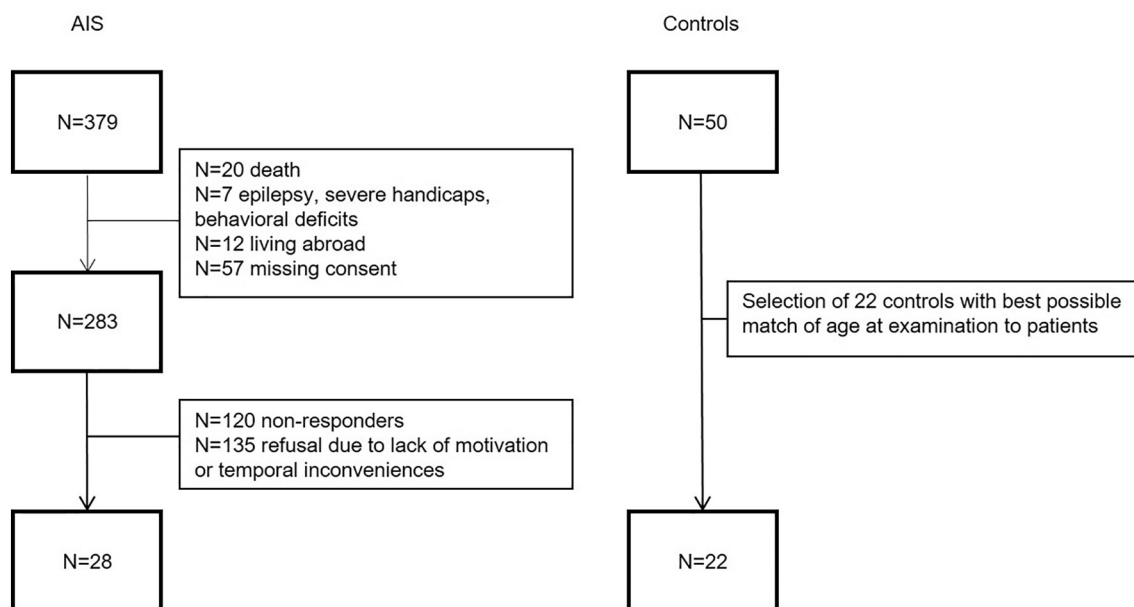 AIS
N=379
N=20 death
N=7 epilepsy, severe handicaps,
behavioral deficits
N=12 living abroad
N=57 missing consent
N=283
N=120 non-responders
N=135 refusal due to lack of motivation
or temporal inconveniences
N=28
Controls
N=50
Selection of 22 controls with best possible
match of age at examination to patients
N=22